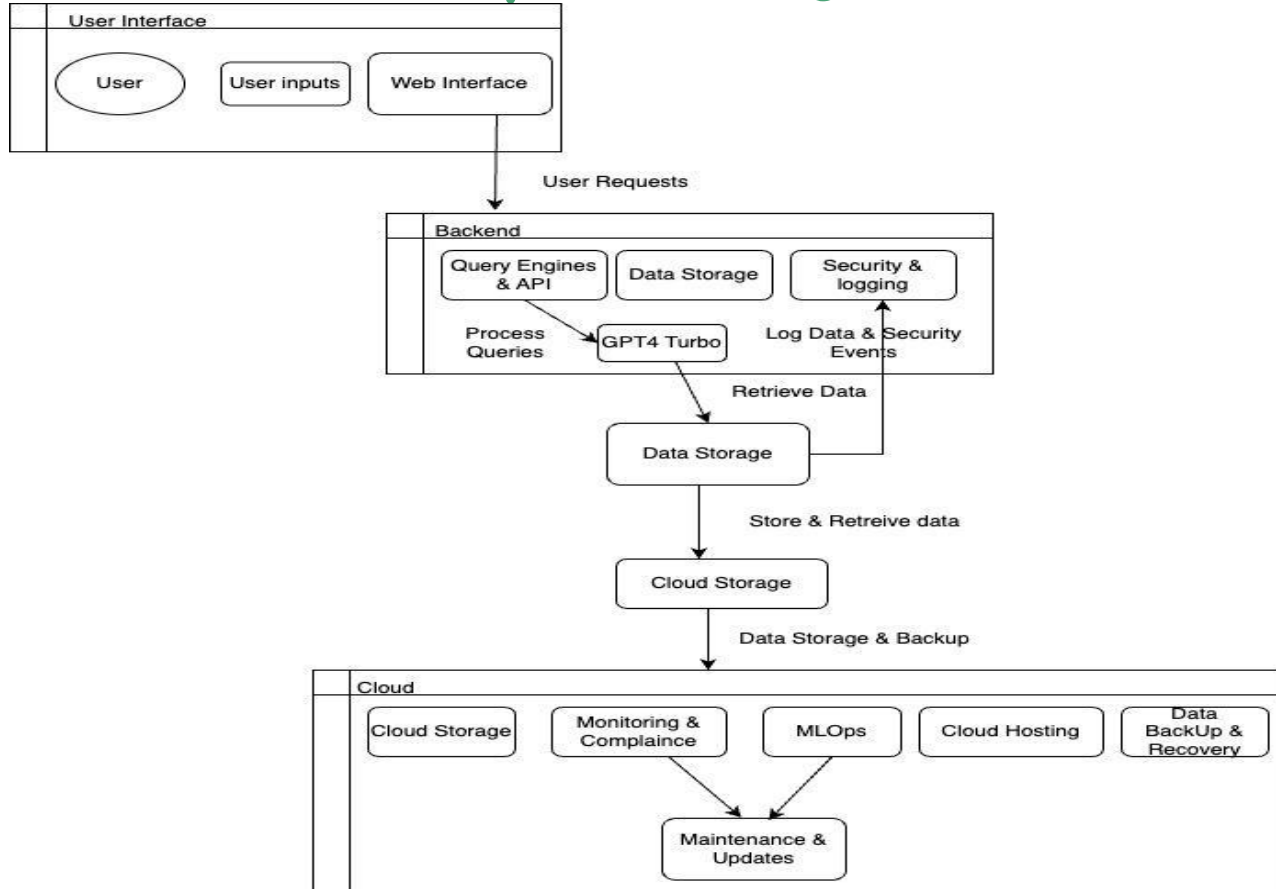 User Interface
User
User inputs
Web Interface
User Requests
Backend
Query Engines
& API
Data Storage
Security &
logging
Process
Queries
GPT4 Turbo
Log Data & Security
Events
Retrieve Data
Data Storage
Store & Retreive data
Cloud Storage
Data Storage & Backup
Cloud
Cloud Storage
Monitoring &
Complaince
MLOps
Cloud Hosting
Data
BackUp &
Recovery
Maintenance &
Updates